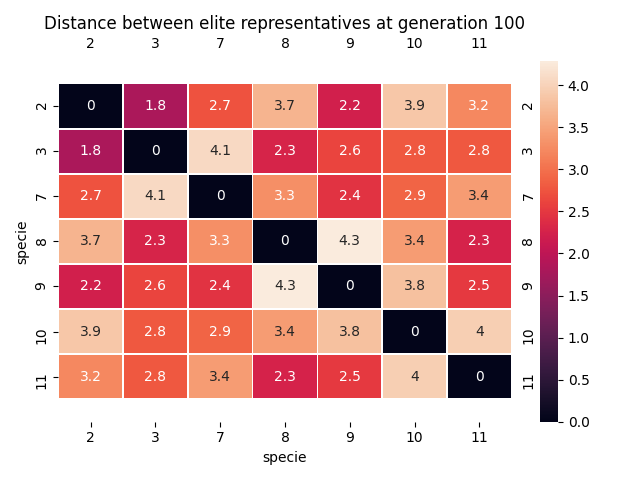 Distance between elite representatives at generation 100
2 3 7 8 9 10 11
2 0 1.8 2.7 3.7 2.2 3.9 3.2 2
3 1.8 0 4.1 2.3 2.6 2.8 2.8 3
7 2.7 4.1 0 3.3 2.4 2.9 3.4 7
8 3.7 2.3 3.3 0 4.3 3.4 2.3 8
9 2.2 2.6 2.4 4.3 0 3.8 2.5 9
10 3.9 2.8 2.9 3.4 3.8 0 4 10
11 3.2 2.8 3.4 2.3 2.5 4 0 11
2 3 7 8 9 10 11
specie
specie
4.0
3.5
3.0
2.5
2.0
1.5
1.0
0.5
0.0